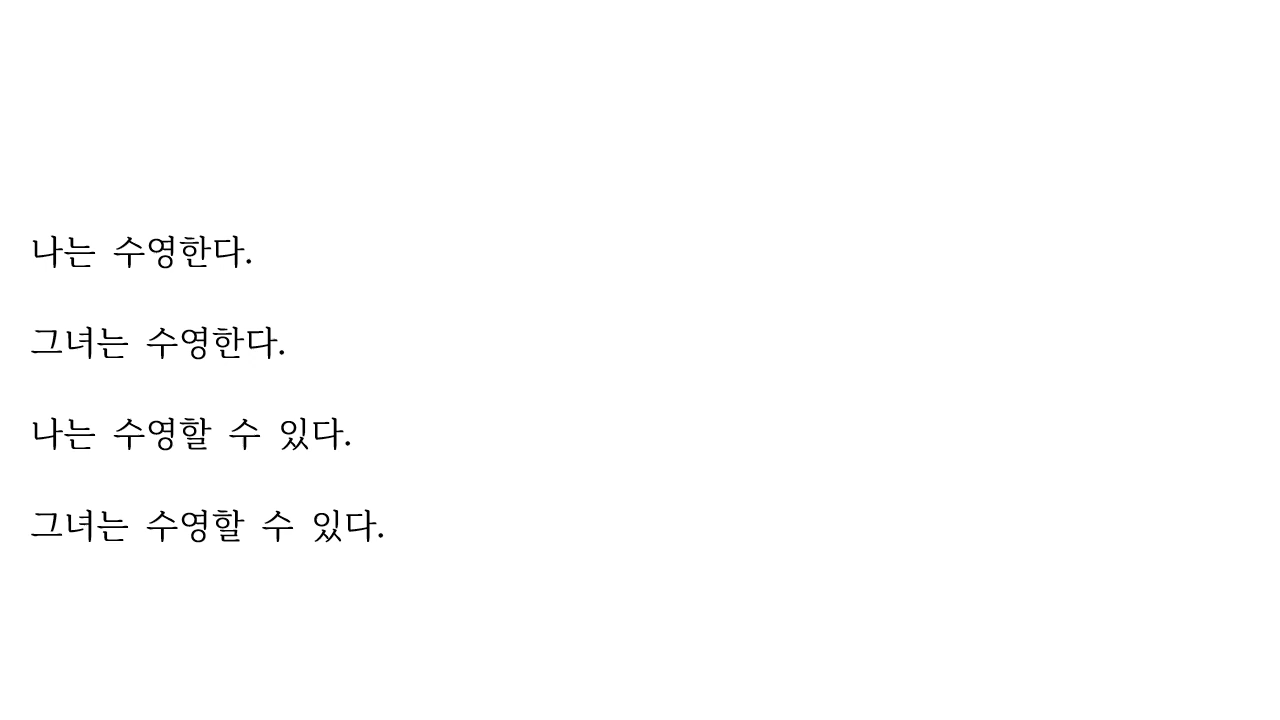 나는 수영한다.
그녀는 수영한다.
나는 수영할 수 있다.
그녀는 수영할 수 있다.